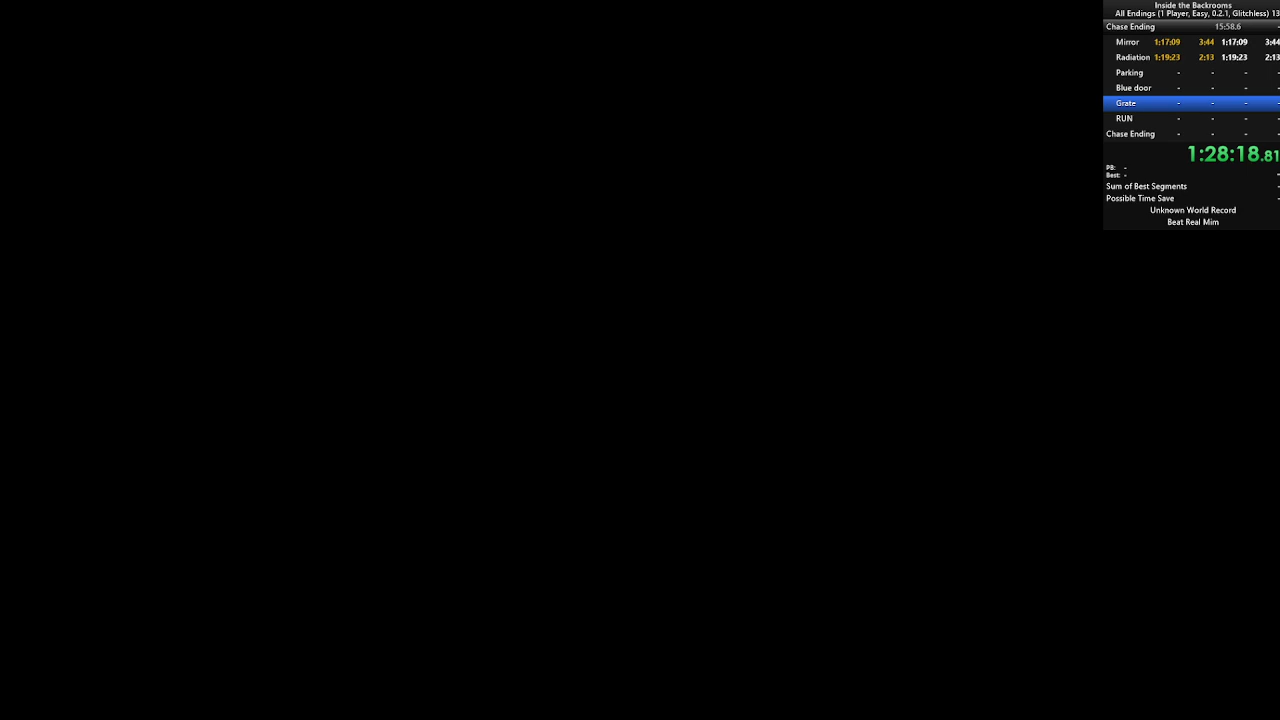 Inside the Backrooms
All Endings (1 Player, Easy, 0.2.1, Glitchless) 13
Chase Ending 15:58.6 -
Mirror 1:17:09 3:44 1:17:09 3:44
Radiation 1:19:23 2:13 1:19:23 2:13
Parking - - - -
Blue door - - - -
Grate - - - -
RUN - - - -
Chase Ending - - - -
1:28:18.81
PB: -
Best: - -
Sum of Best Segments -
Possible Time Save -
Unknown World Record
Beat Real Mim